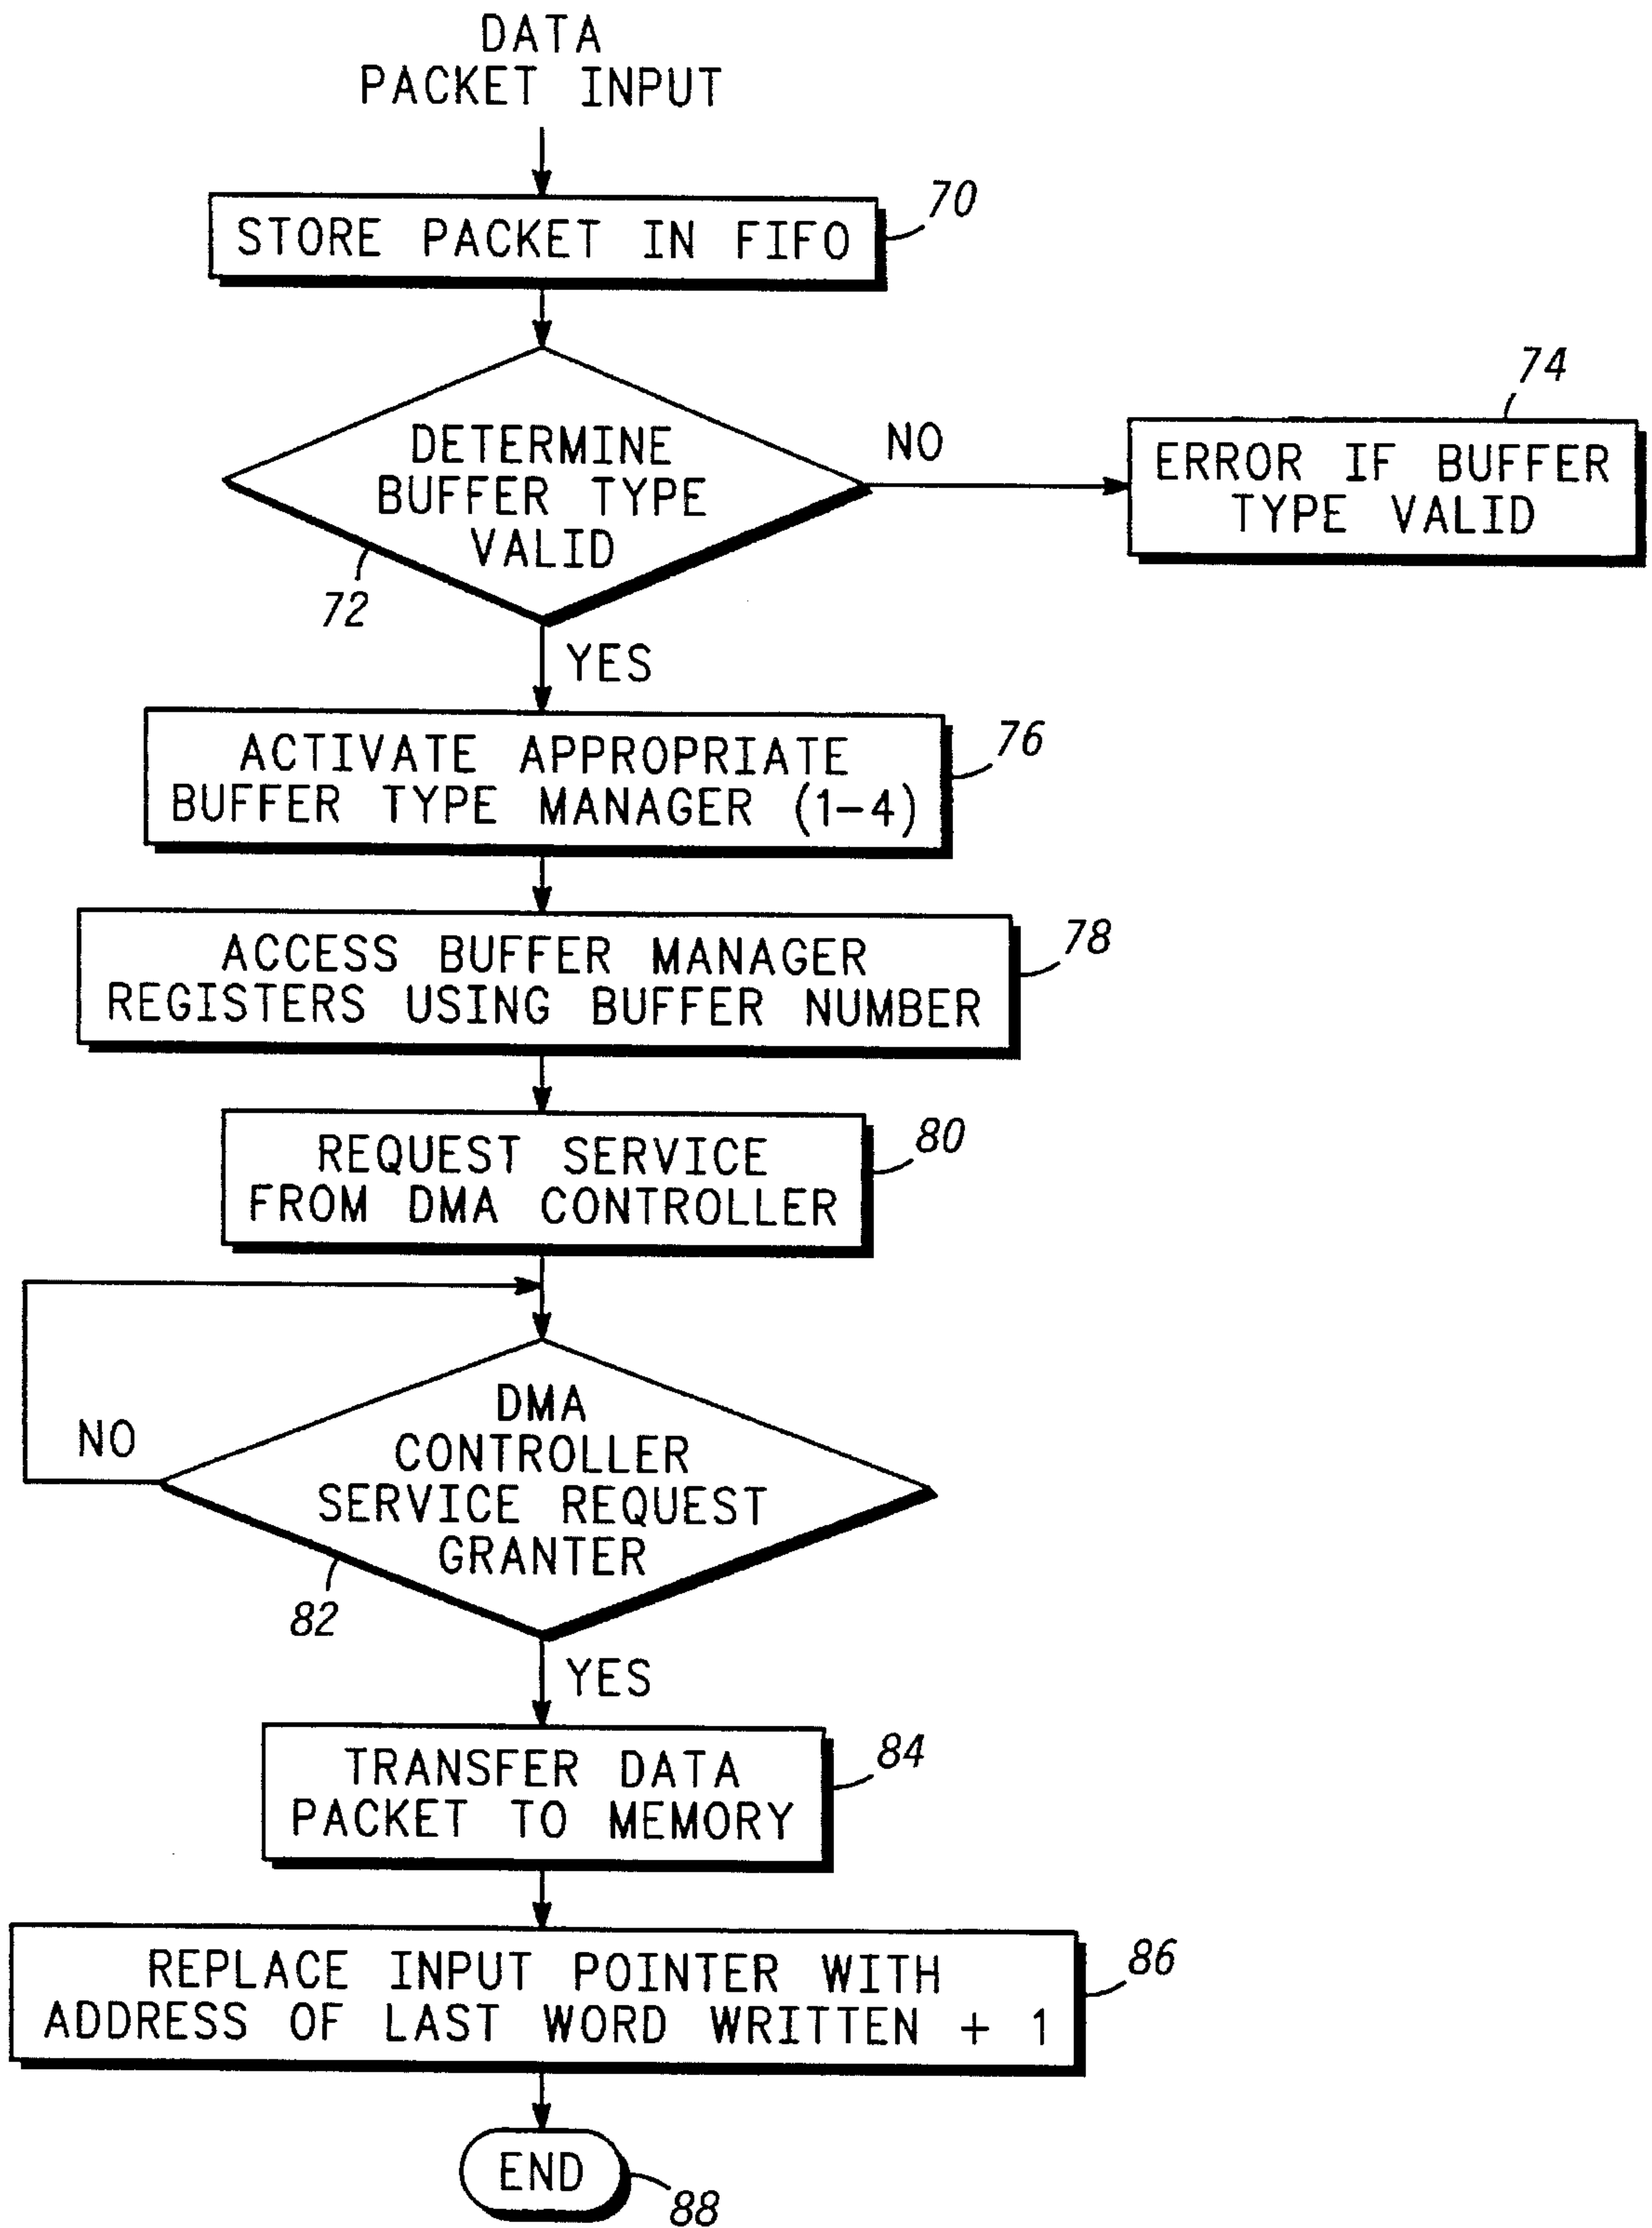 DATA
PACKET INPUT
STORE PACKET IN FIFO
70
DETERMINE
BUFFER TYPE
VALID
72
NO
74
ERROR IF BUFFER
TYPE VALID
YES
ACTIVATE APPROPRIATE
BUFFER TYPE MANAGER (1-4)
76
ACCESS BUFFER MANAGER
REGISTERS USING BUFFER NUMBER
78
REQUEST SERVICE
FROM DMA CONTROLLER
80
DMA
CONTROLLER
SERVICE REQUEST
GRANTER
NO
82
YES
TRANSFER DATA
PACKET TO MEMORY
84
REPLACE INPUT POINTER WITH
ADDRESS OF LAST WORD WRITTEN + 1
86
END
88